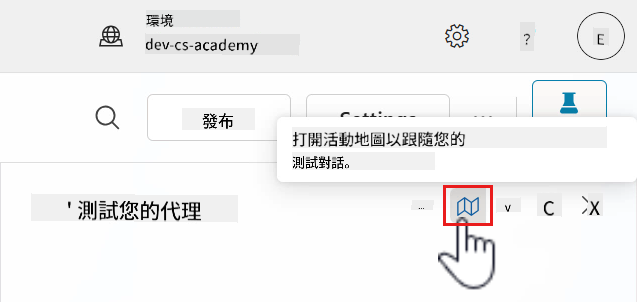 環境
dev-cs-academy
?
E
發布
Settings
...
打開活動地圖以跟隨您的
測試對話。
' 測試您的代理
...
v
C
X